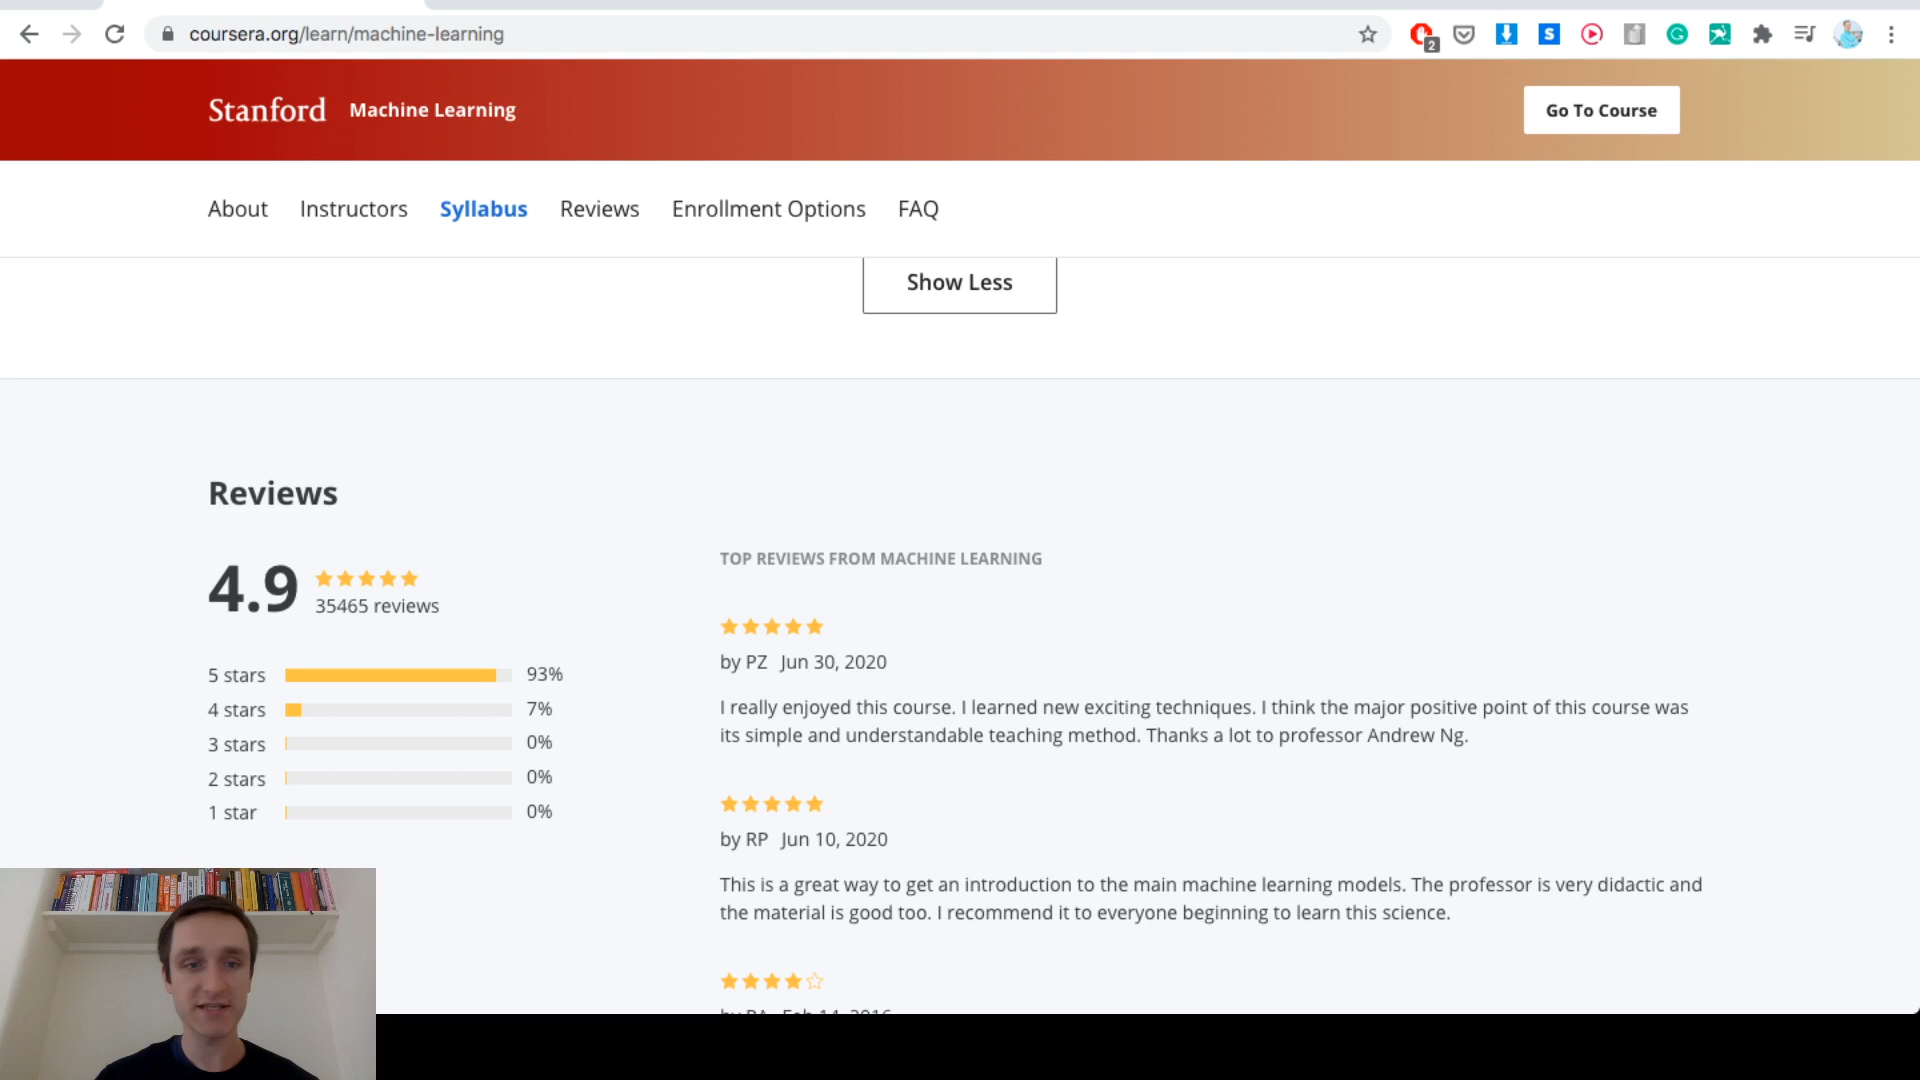 coursera.org/learn/machine-learning
2
S
G
Stanford Machine Learning
Go To Course
About Instructors Syllabus Reviews Enrollment Options FAQ
Show Less
Reviews
4.9
35465 reviews
5 stars 93%
4 stars 7%
3 stars 0%
2 stars 0%
1 star 0%
TOP REVIEWS FROM MACHINE LEARNING
by PZ Jun 30, 2020
I really enjoyed this course. I learned new exciting techniques. I think the major positive point of this course was
its simple and understandable teaching method. Thanks a lot to professor Andrew Ng.
by RP Jun 10, 2020
This is a great way to get an introduction to the main machine learning models. The professor is very didactic and
the material is good too. I recommend it to everyone beginning to learn this science.
by RA Feb 14, 2016